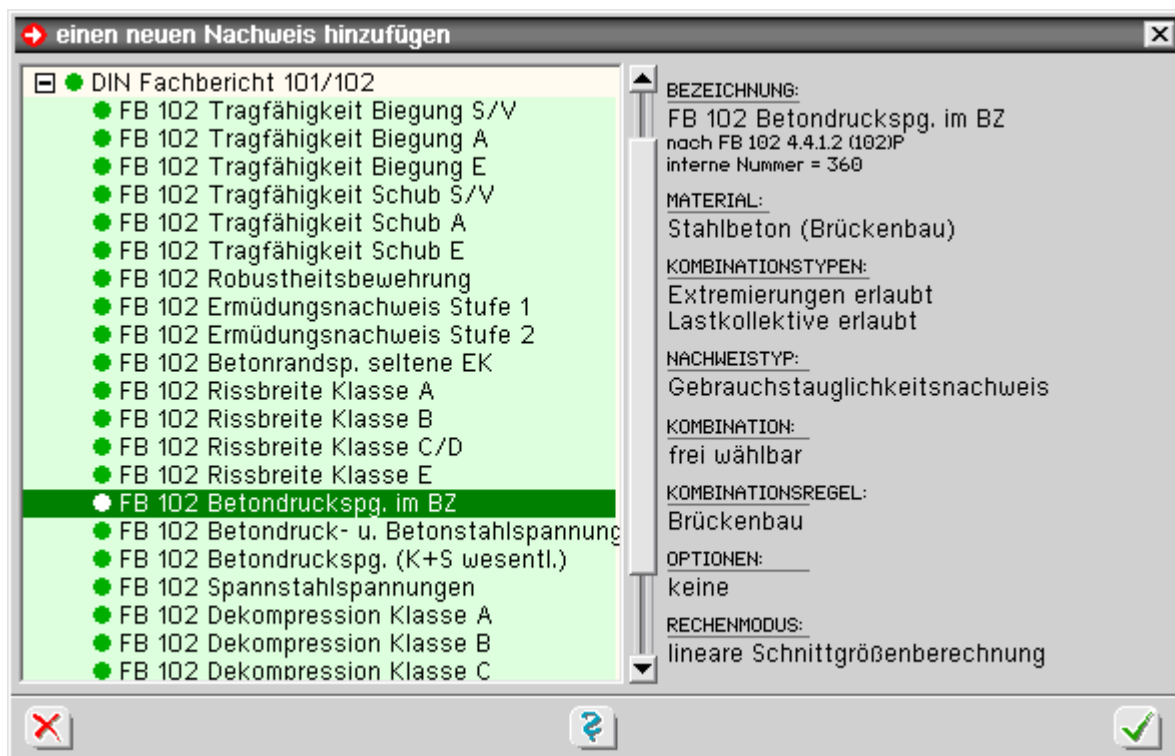 einen neuen Nachweis hinzufügen
DIN Fachbericht 101/102
FB 102 Tragfähigkeit Biegung S/V
FB 102 Tragfähigkeit Biegung A
FB 102 Tragfähigkeit Biegung E
FB 102 Tragfähigkeit Schub S/V
FB 102 Tragfähigkeit Schub A
FB 102 Tragfähigkeit Schub E
FB 102 Robustheitsbewehrung
FB 102 Ermüdungsnachweis Stufe 1
FB 102 Ermüdungsnachweis Stufe 2
FB 102 Betonrandsp. seltene EK
FB 102 Rissbreite Klasse A
FB 102 Rissbreite Klasse B
FB 102 Rissbreite Klasse C/D
FB 102 Rissbreite Klasse E
FB 102 Betondruckspg. im BZ
FB 102 Betondruck- u. Betonstahlspannung
FB 102 Betondruckspg. (K+S wesentl.)
FB 102 Spannstahlspannungen
FB 102 Dekompression Klasse A
FB 102 Dekompression Klasse B
FB 102 Dekompression Klasse C
BEZEICHNUNG:
FB 102 Betondruckspg. im BZ
nach FB 102 4.4.1.2 (102)P
interne Nummer = 360
MATERIAL:
Stahlbeton (Brückenbau)
KOMBINATIONSTYPEN:
Extremierungen erlaubt
Lastkollektive erlaubt
NACHWEISTYP:
Gebrauchstauglichkeitsnachweis
KOMBINATION:
frei wählbar
KOMBINATIONSREGEL:
Brückenbau
OPTIONEN:
keine
RECHENMODUS:
lineare Schnittgrößenberechnung